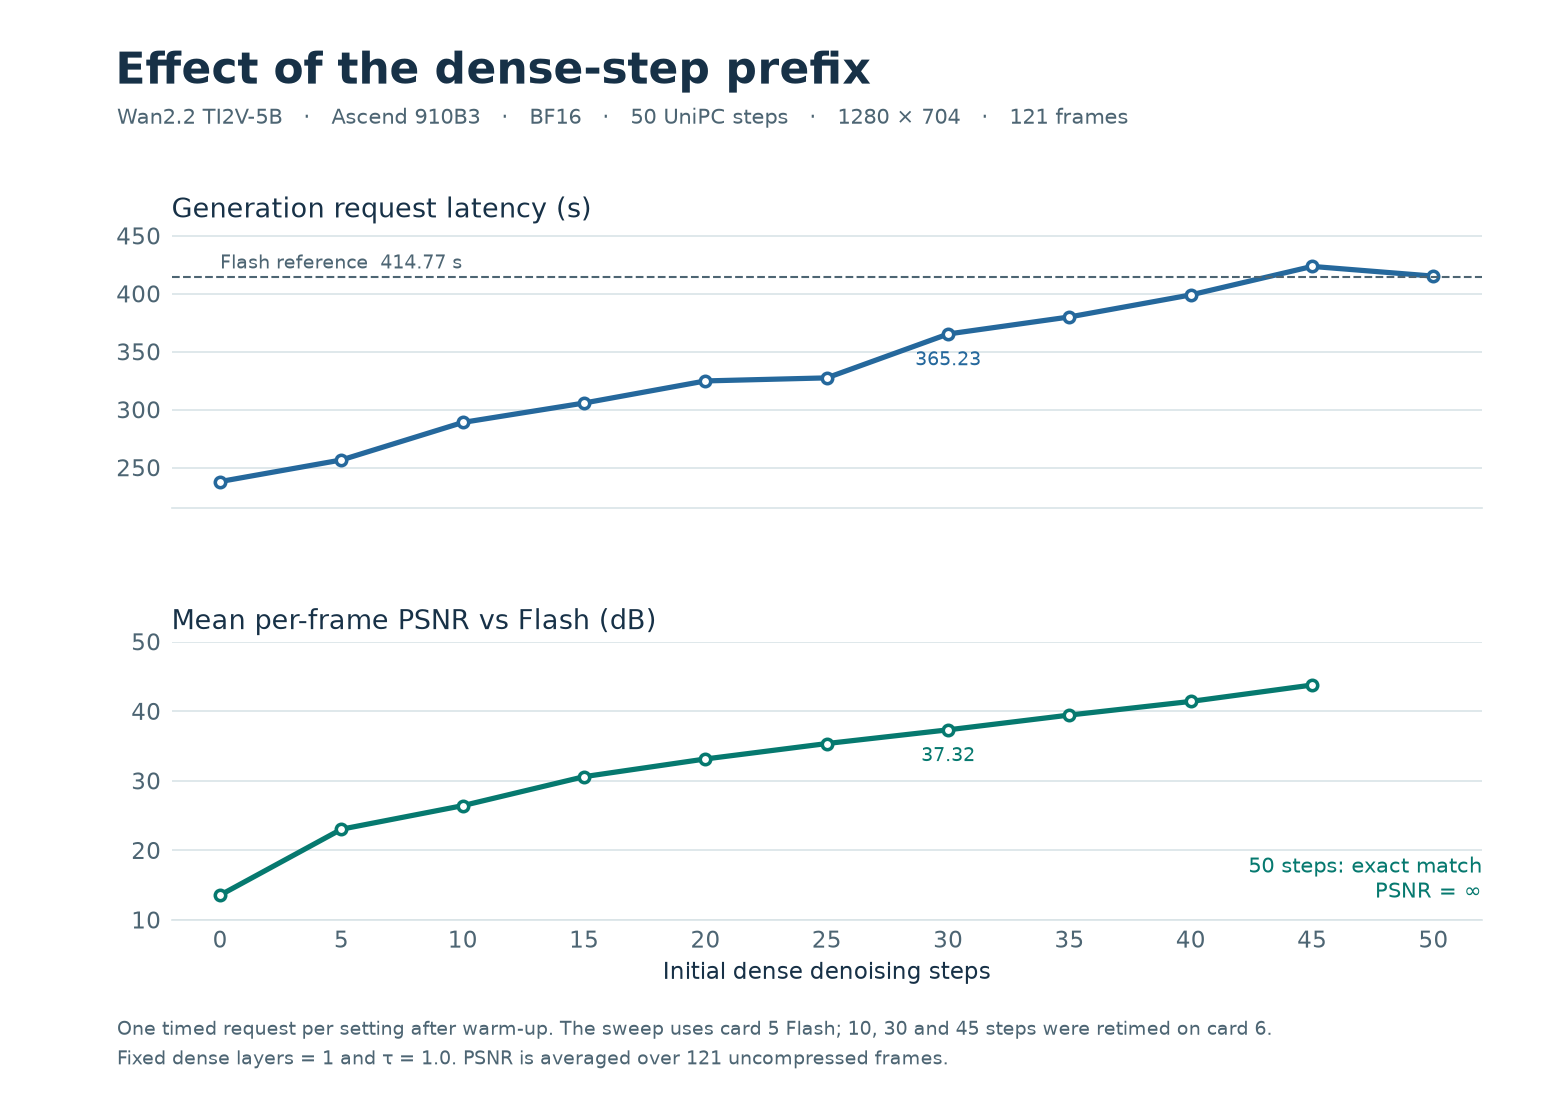 Effect of the dense-step prefix
Wan2.2 TI2V-5B · Ascend 910B3 · BF16 · 50 UniPC steps · 1280 × 704 · 121 frames
Generation request latency (s)
450
Flash reference 414.77 s
400
350
365.23
300
250
Mean per-frame PSNR vs Flash (dB)
50
40
37.32
30
20
50 steps: exact match
PSNR = ∞
10
0 5 10 15 20 25 30 35 40 45 50
Initial dense denoising steps
One timed request per setting after warm-up. The sweep uses card 5 Flash; 10, 30 and 45 steps were retimed on card 6.
Fixed dense layers = 1 and τ = 1.0. PSNR is averaged over 121 uncompressed frames.